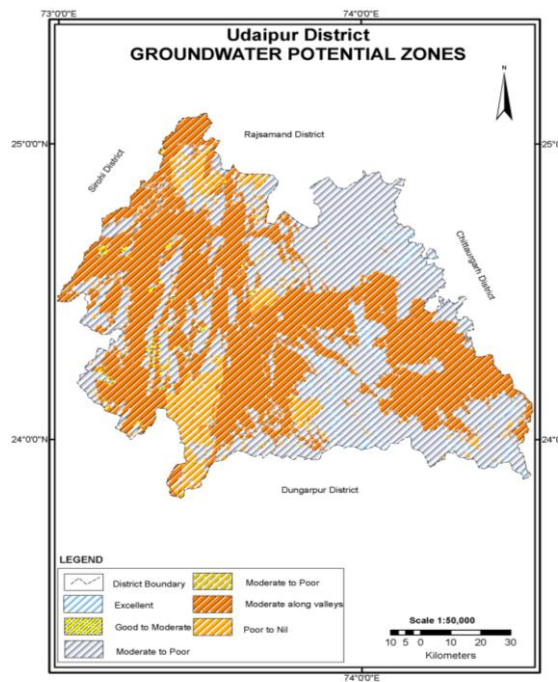 73°0'0"E
74°0'0"E
Udaipur District
GROUNDWATER POTENTIAL ZONES
N
25°0'0"N
25°
Rajsamand District
Sirohi District
Chittaurgarh District
24°0'0"N
24°
Dungarpur District
LEGEND
District Boundary
Excellent
Good to Moderate
Moderate to Poor
Moderate to Poor
Moderate along valleys
Poor to Nil
Scale 1:50,000
10 5 0 10 20 30
Kilometers
74°0'0"E